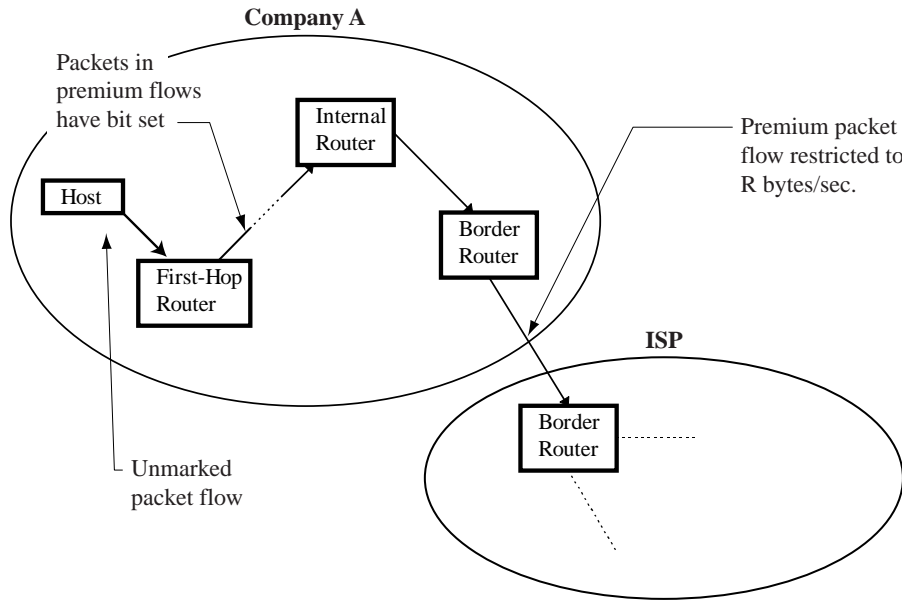 Company A
Packets in
premium flows
have bit set
Internal
Router
Premium packet
flow restricted to
R bytes/sec.
Host
Border
Router
First-Hop
Router
ISP
Border
Router
Unmarked
packet flow